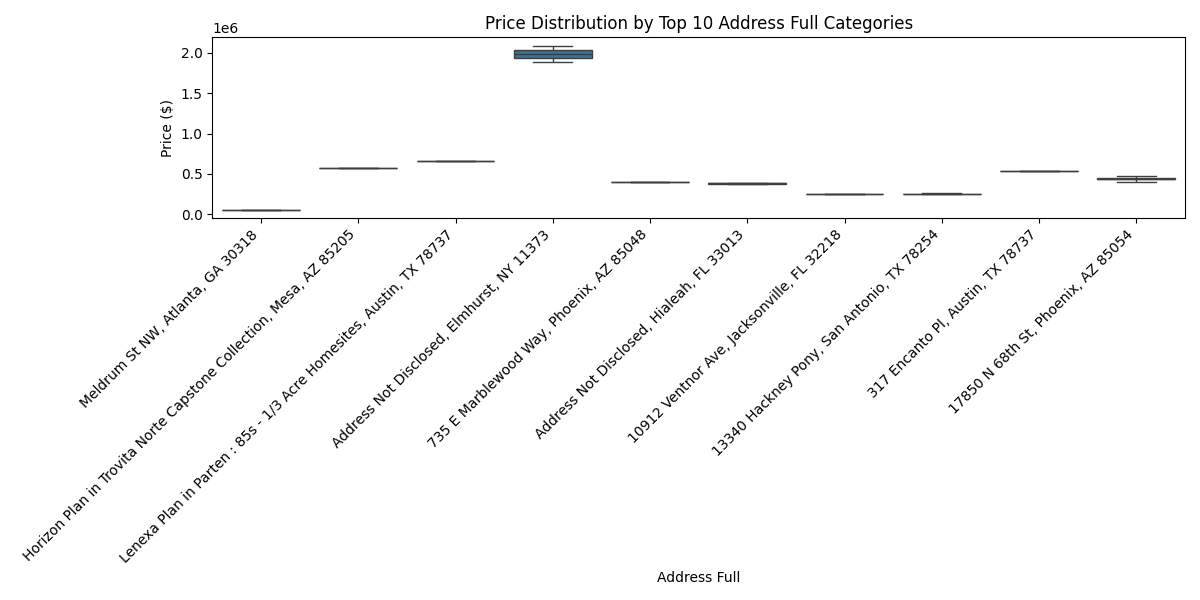 Price Distribution by Top 10 Address Full Categories
1e6
Price ($)
2.0
1.5
1.0
0.5
0.0
Meldrum St NW, Atlanta, GA 30318
Horizon Plan in Trovita Norte Capstone Collection, Mesa, AZ 85205
Lenexa Plan in Parten : 85s - 1/3 Acre Homesites, Austin, TX 78737
Address Not Disclosed, Elmhurst, NY 11373
735 E Marblewood Way, Phoenix, AZ 85048
Address Not Disclosed, Hialeah, FL 33013
10912 Ventnor Ave, Jacksonville, FL 32218
13340 Hackney Pony, San Antonio, TX 78254
317 Encanto Pl, Austin, TX 78737
17850 N 68th St, Phoenix, AZ 85054
Address Full